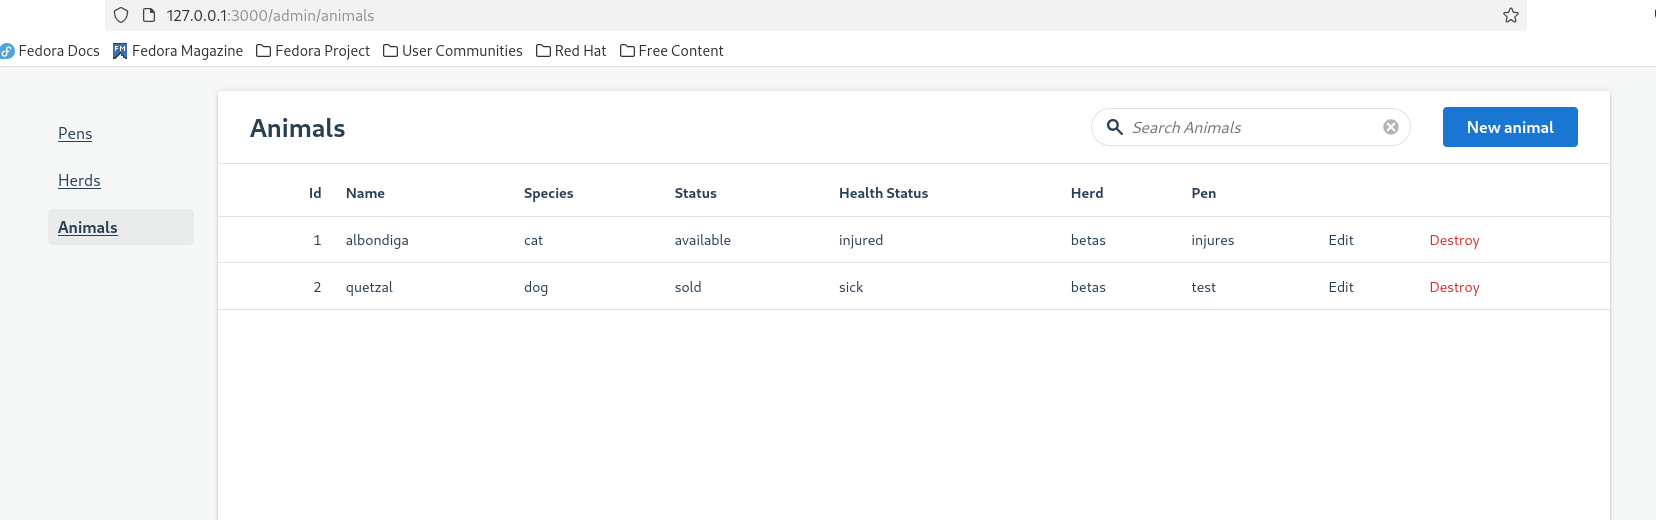 127.0.0.1:3000/admin/animals
Fedora Docs FM Fedora Magazine Fedora Project User Communities Red Hat Free Content
Pens
Herds
Animals
Animals Search Animals New animal
Id Name Species Status Health Status Herd Pen
1 albondiga cat available injured betas injures Edit Destroy
2 quetzal dog sold sick betas test Edit Destroy